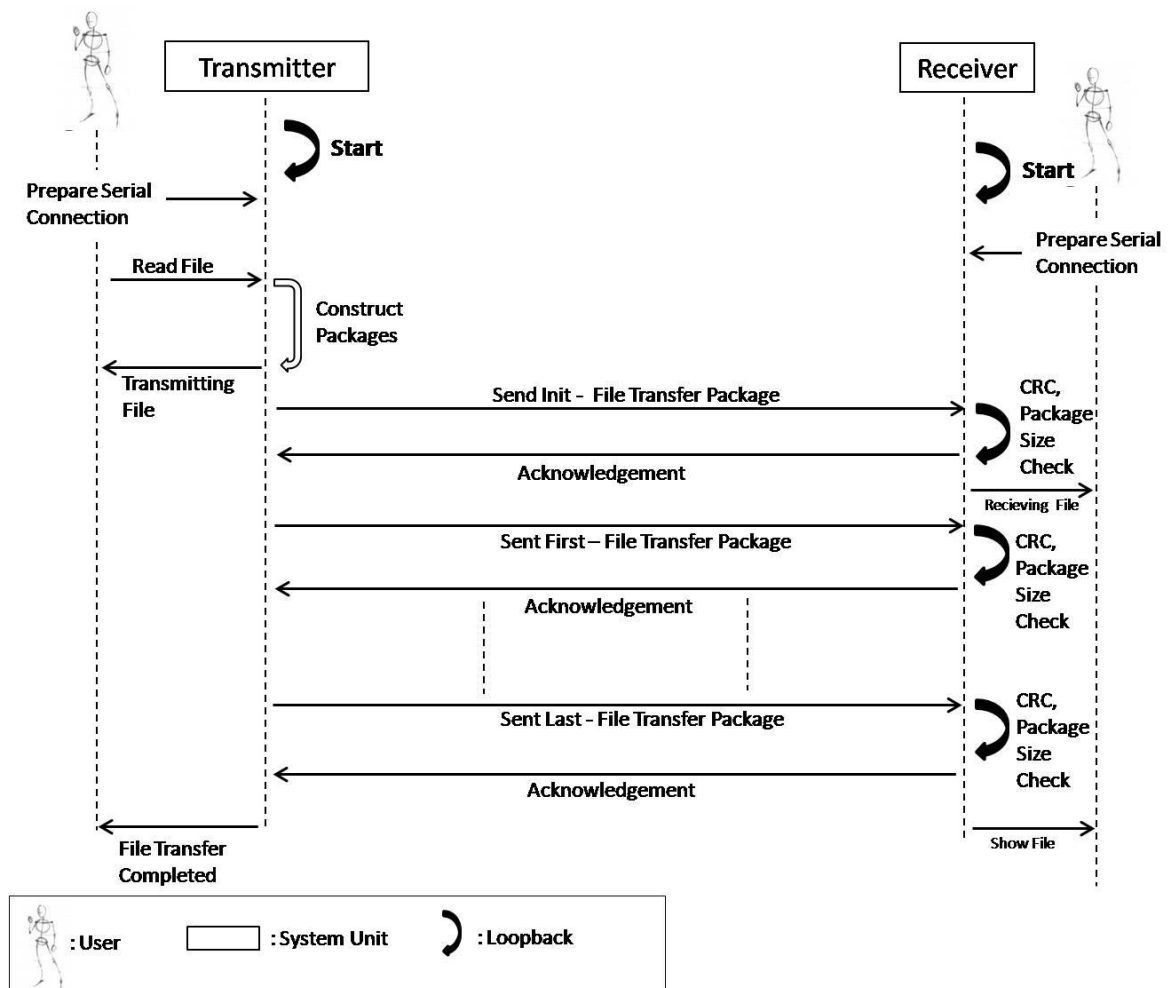 Transmitter
Receiver
Start
Start
Prepare Serial
Connection
Prepare Serial
Connection
Read File
Construct
Packages
Transmitting
File
Send Init - File Transfer Package
CRC,
Package
Size
Check
Acknowledgement
Recieving File
Sent First – File Transfer Package
CRC,
Package
Size
Check
Acknowledgement
Sent Last - File Transfer Package
CRC,
Package
Size
Check
Acknowledgement
File Transfer
Completed
Show File
: User
: System Unit
: Loopback